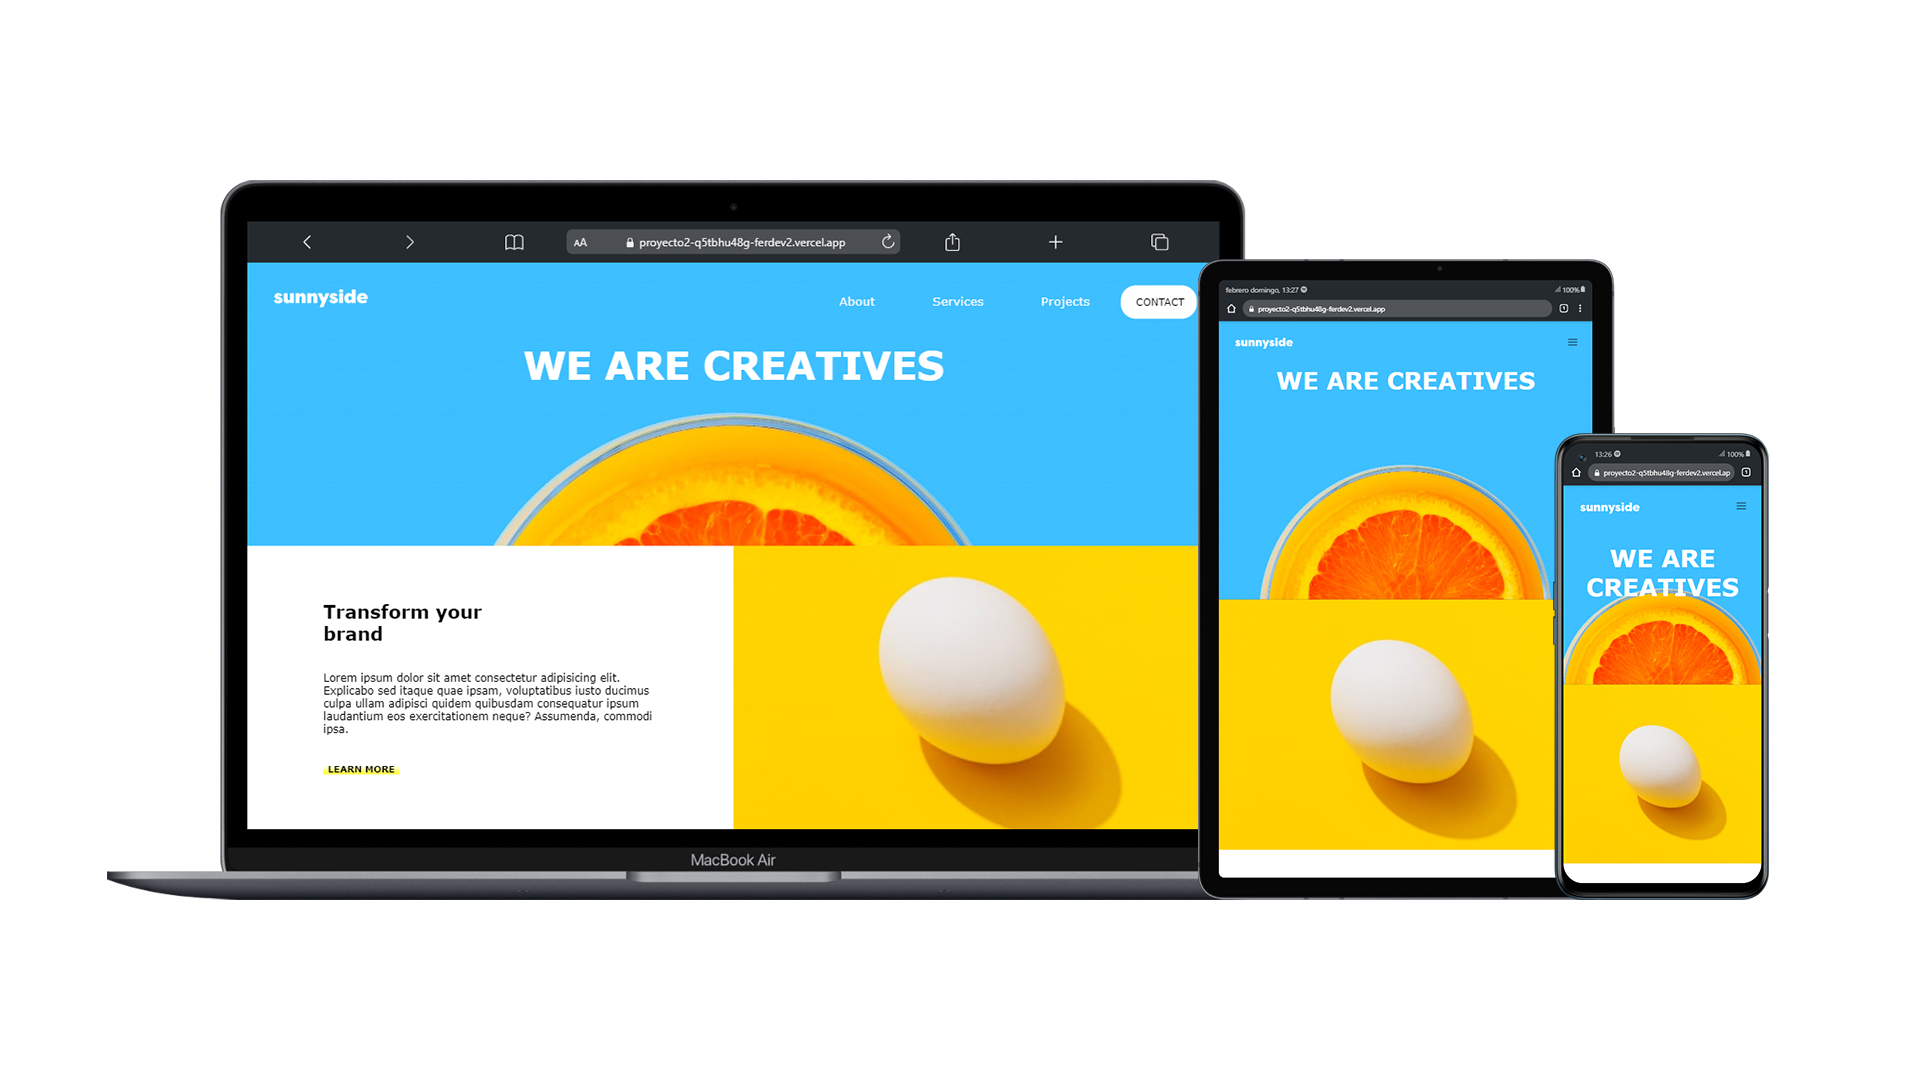 AA
proyecto2-q5tbhu48g-ferdev2.vercel.app
sunnyside
About
Services
Projects
CONTACT
WE ARE CREATIVES
Transform your
brand
Lorem ipsum dolor sit amet consectetur adipisicing elit.
Explicabo sed itaque quae ipsam, voluptatibus iusto ducimus
culpa ullam adipisci quidem quibusdam consequatur ipsum
laudantium eos exercitationem neque? Assumenda, commodi
ipsa.
LEARN MORE
MacBook Air
febrero domingo, 13:27
100%
proyecto2-q5tbhu48g-ferdev2.vercel.app
1
sunnyside
WE ARE CREATIVES
13:26
100%
proyecto2-q5tbhu48g-ferdev2.vercel.ap
1
sunnyside
WE ARE
CREATIVES